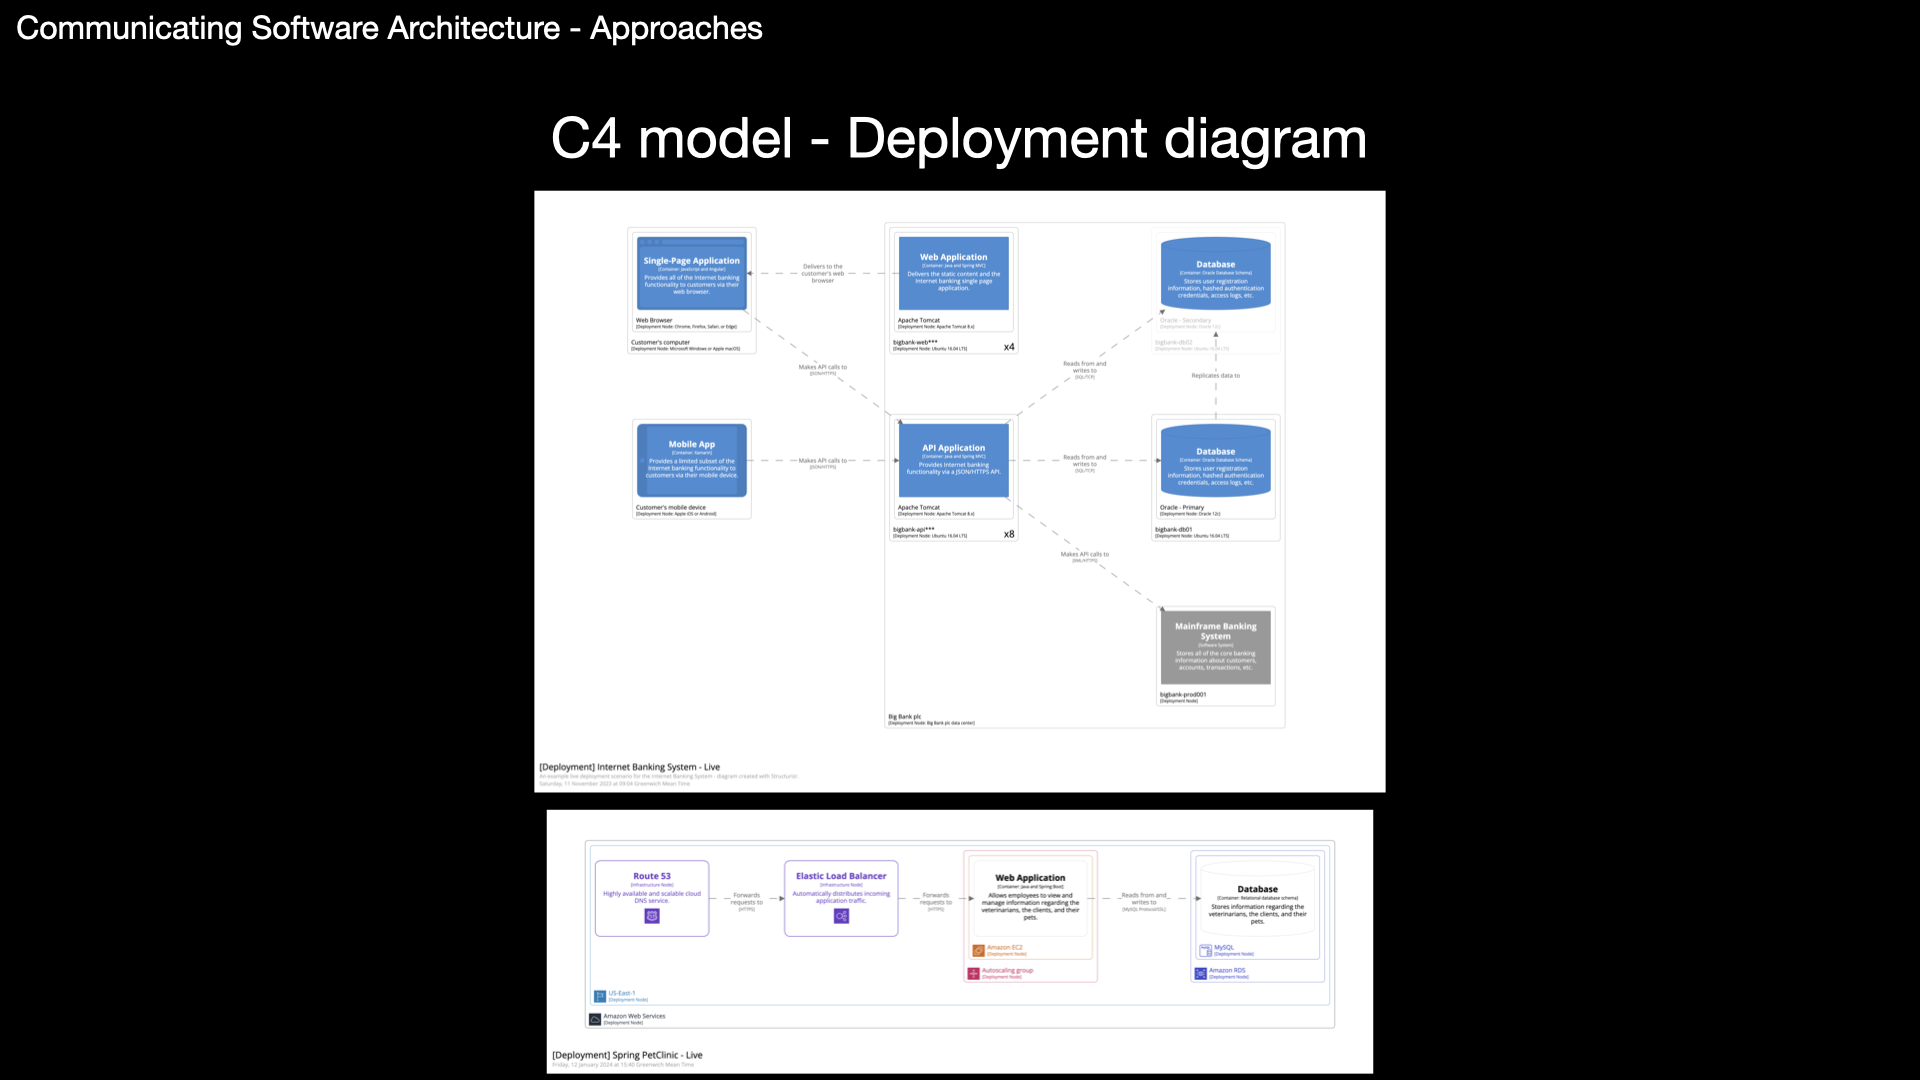 Communicating Software Architecture - Approaches
C4 model - Deployment diagram
Single-Page Application
[Container: JavaScript and Angular]
Provides all of the Internet banking
functionality to customers via their
web browser.
Web Browser
[Deployment Node: Chrome, Firefox, Safari, or Edge]
Customer's computer
[Deployment Node: Microsoft Windows or Apple macOS]
Delivers to the
customer's web
browser
Web Application
[Container: Java and Spring MVC]
Delivers the static content and the
Internet banking single page
application.
Apache Tomcat
[Deployment Node: Apache Tomcat 8.x]
bigbank-web***
[Deployment Node: Ubuntu 16.04 LTS]
x4
Database
[Container: Oracle Database Schema]
Stores user registration
information, hashed authentication
credentials, access logs, etc.
Oracle - Secondary
[Deployment Node: Oracle 12c]
bigbank-db02
[Deployment Node: Ubuntu 16.04 LTS]
Makes API calls to
[JSON/HTTPS]
Reads from and
writes to
[SQL/TCP]
Replicates data to
Mobile App
[Container: Xamarin]
Provides a limited subset of the
Internet banking functionality to
customers via their mobile device.
Customer's mobile device
[Deployment Node: Apple iOS or Android]
Makes API calls to
[JSON/HTTPS]
API Application
[Container: Java and Spring MVC]
Provides Internet banking
functionality via a JSON/HTTPS API.
Apache Tomcat
[Deployment Node: Apache Tomcat 8.x]
bigbank-api***
[Deployment Node: Ubuntu 16.04 LTS]
x8
Reads from and
writes to
[SQL/TCP]
Database
[Container: Oracle Database Schema]
Stores user registration
information, hashed authentication
credentials, access logs, etc.
Oracle - Primary
[Deployment Node: Oracle 12c]
bigbank-db01
[Deployment Node: Ubuntu 16.04 LTS]
Makes API calls to
[XML/HTTPS]
Mainframe Banking
System
[Software System]
Stores all of the core banking
information about customers,
accounts, transactions, etc.
bigbank-prod001
[Deployment Node]
Big Bank plc
[Deployment Node: Big Bank plc data center]
[Deployment] Internet Banking System - Live
An example live deployment scenario for the Internet Banking System - diagram created with Structurizr.
Saturday, 11 November 2023 at 09:04 Greenwich Mean Time
Route 53
[Infrastructure Node]
Highly available and scalable cloud
DNS service.
Forwards
requests to
[HTTPS]
Elastic Load Balancer
[Infrastructure Node]
Automatically distributes incoming
application traffic.
Forwards
requests to
[HTTPS]
Web Application
[Container: Java and Spring Boot]
Allows employees to view and
manage information regarding the
veterinarians, the clients, and their
pets.
Amazon EC2
[Deployment Node]
Autoscaling group
[Deployment Node]
Reads from and
writes to
[MySQL Protocol/SSL]
Database
[Container: Relational database schema]
Stores information regarding the
veterinarians, the clients, and their
pets.
MySQL
[Deployment Node]
Amazon RDS
[Deployment Node]
US-East-1
[Deployment Node]
Amazon Web Services
[Deployment Node]
[Deployment] Spring PetClinic - Live
Friday, 12 January 2024 at 15:40 Greenwich Mean Time